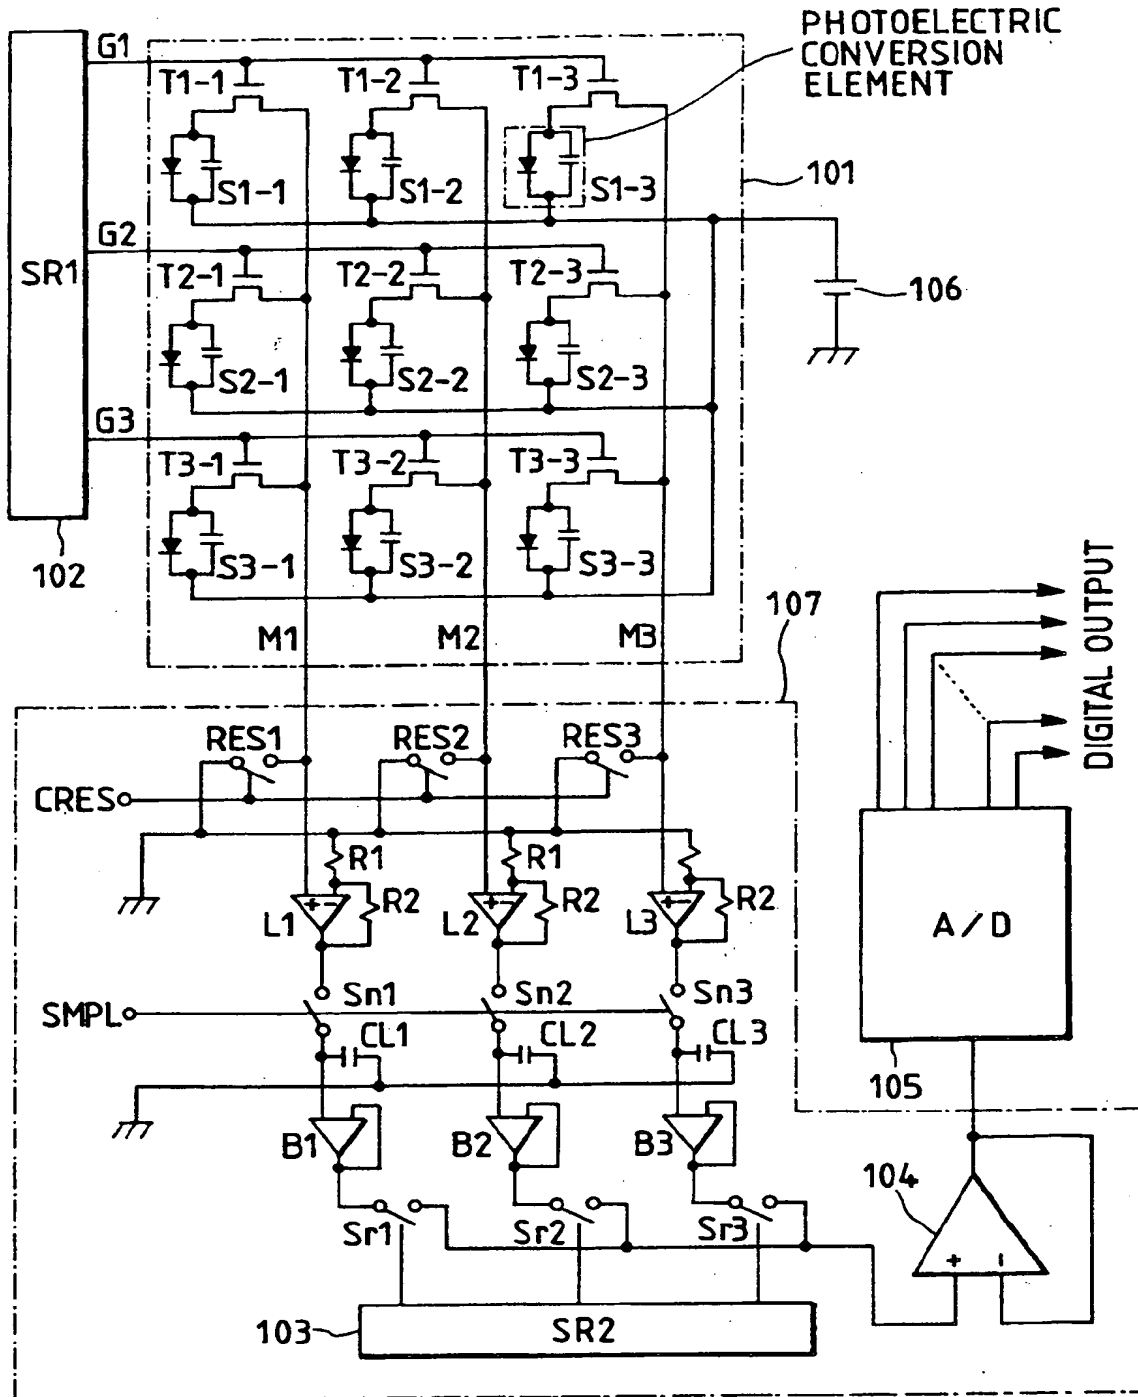 PHOTOELECTRIC
CONVERSION
ELEMENT
G1
T1-1
T1-2
T1-3
S1-1
S1-2
S1-3
101
G2
SR1
T2-1
T2-2
T2-3
106
S2-1
S2-2
S2-3
G3
T3-1
T3-2
T3-3
S3-1
S3-2
S3-3
102
107
M1
M2
M3
DIGITAL OUTPUT
RES1
RES2
RES3
CRES
R1
R1
R2
R2
R2
L1
L2
L3
+ -
+ -
+ -
A/D
Sn1
Sn2
Sn3
SMPL
CL1
CL2
CL3
105
B1
B2
B3
104
Sr1
Sr2
Sr3
+ -
103
SR2